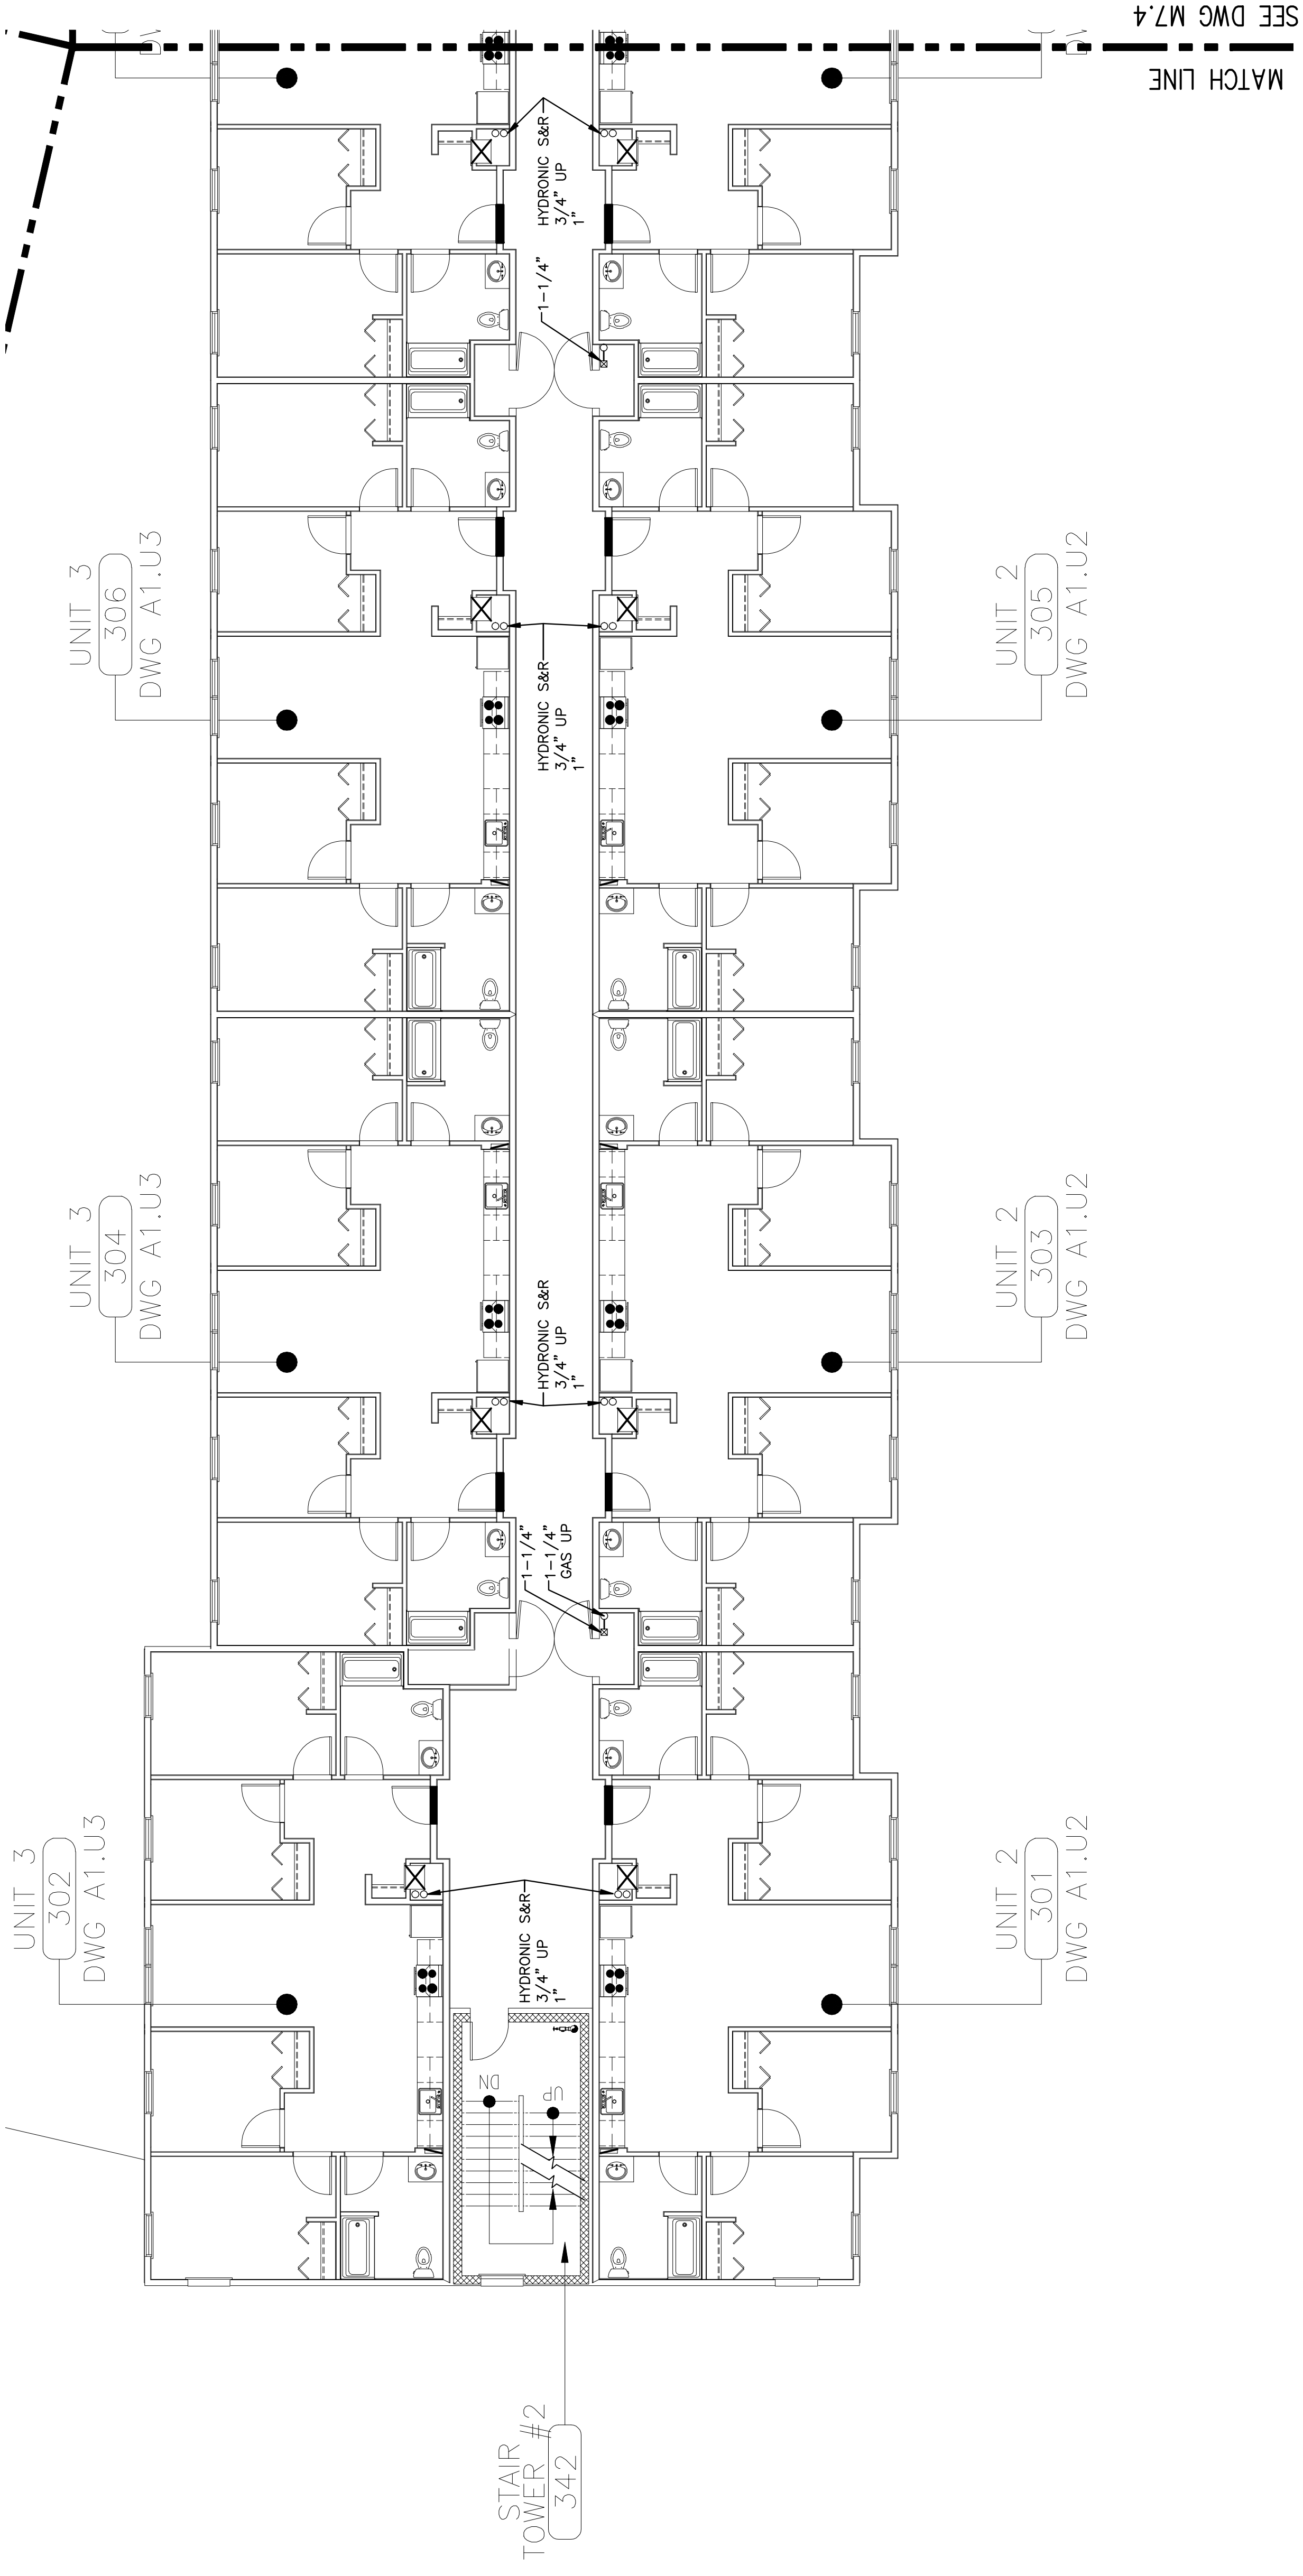 SEE DWG M7.4
MATCH LINE
HYDRONIC S&R
3/4" UP
1"
1-1/4"
UNIT 3
306
DWG A1.U3
UNIT 2
305
DWG A1.U2
HYDRONIC S&R
3/4" UP
1"
UNIT 3
304
DWG A1.U3
UNIT 2
303
DWG A1.U2
HYDRONIC S&R
3/4" UP
1"
1-1/4"
1-1/4"
GAS UP
UNIT 3
302
DWG A1.U3
UNIT 2
301
DWG A1.U2
HYDRONIC S&R
3/4" UP
1"
DN
UP
STAIR
TOWER #2
342